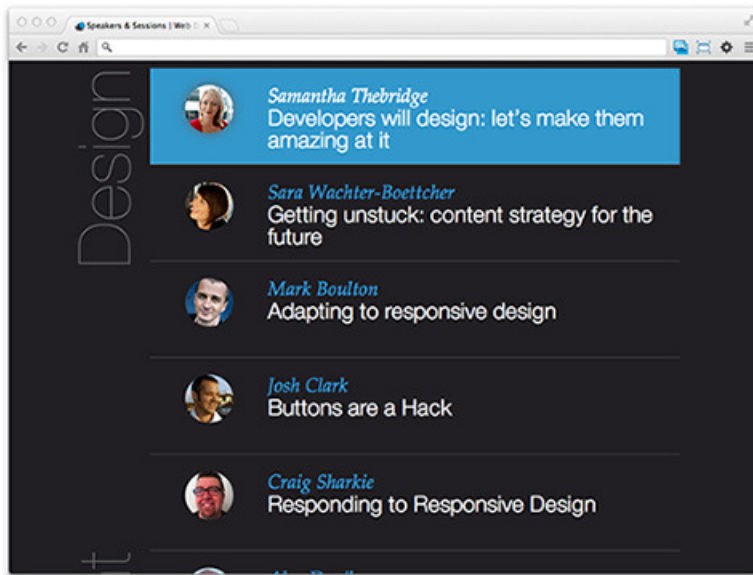 Speakers & Sessions | Web D
Design
Samantha Thebridge
Developers will design: let's make them
amazing at it
Sara Wachter-Boettcher
Getting unstuck: content strategy for the
future
Mark Boulton
Adapting to responsive design
Josh Clark
Buttons are a Hack
Craig Sharkie
Responding to Responsive Design